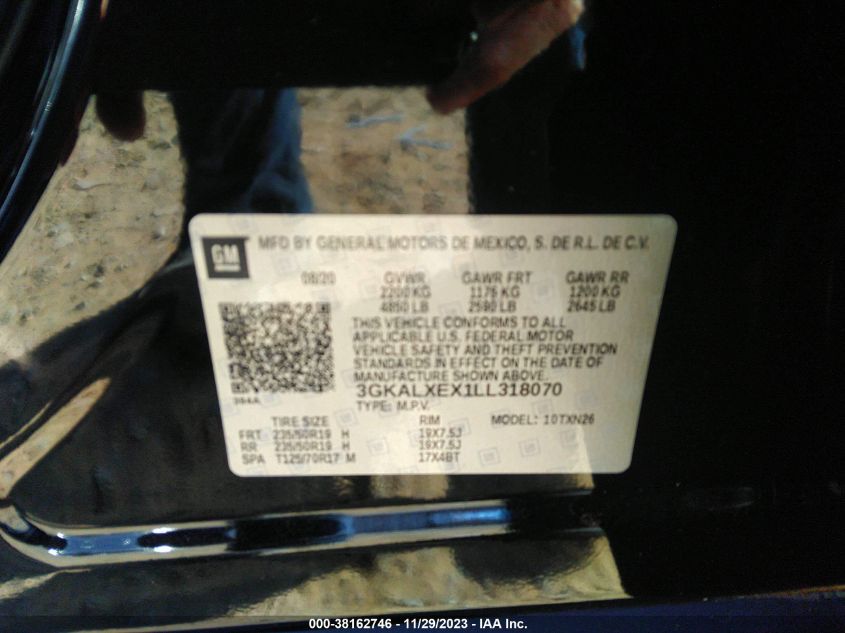 GM
MFD BY GENERAL MOTORS DE MEXICO, S. DE R.L. DE C.V.
08/20 GVWR GAWR FRT GAWR RR
2200 KG 1175 KG 1200 KG
4850 LB 2590 LB 2645 LB
THIS VEHICLE CONFORMS TO ALL
APPLICABLE U.S. FEDERAL MOTOR
VEHICLE SAFETY AND THEFT PREVENTION
STANDARDS IN EFFECT ON THE DATE OF
MANUFACTURE SHOWN ABOVE.
3GKALXEX1LL318070
TYPE: M.P.V.
TIRE SIZE RIM MODEL: 10TXN26
FRT 235/50R19 H 19X7.5J
RR 235/50R19 H 19X7.5J
SPA T125/70R17 M 17X4BT
000-38162746 - 11/29/2023 - IAA Inc.